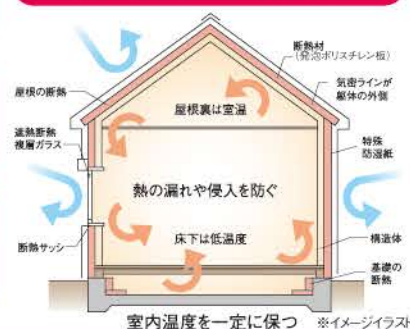 断熱材
(発泡ポリスチレン板)
屋根の断熱
気密ラインが
躯体の外側
屋根裏は室温
遮熱断熱
複層ガラス
特殊
防湿紙
熱の漏れや侵入を防ぐ
床下は低温度
断熱サッシ
構造体
基礎の
断熱
室内温度を一定に保つ ※イメージイラスト